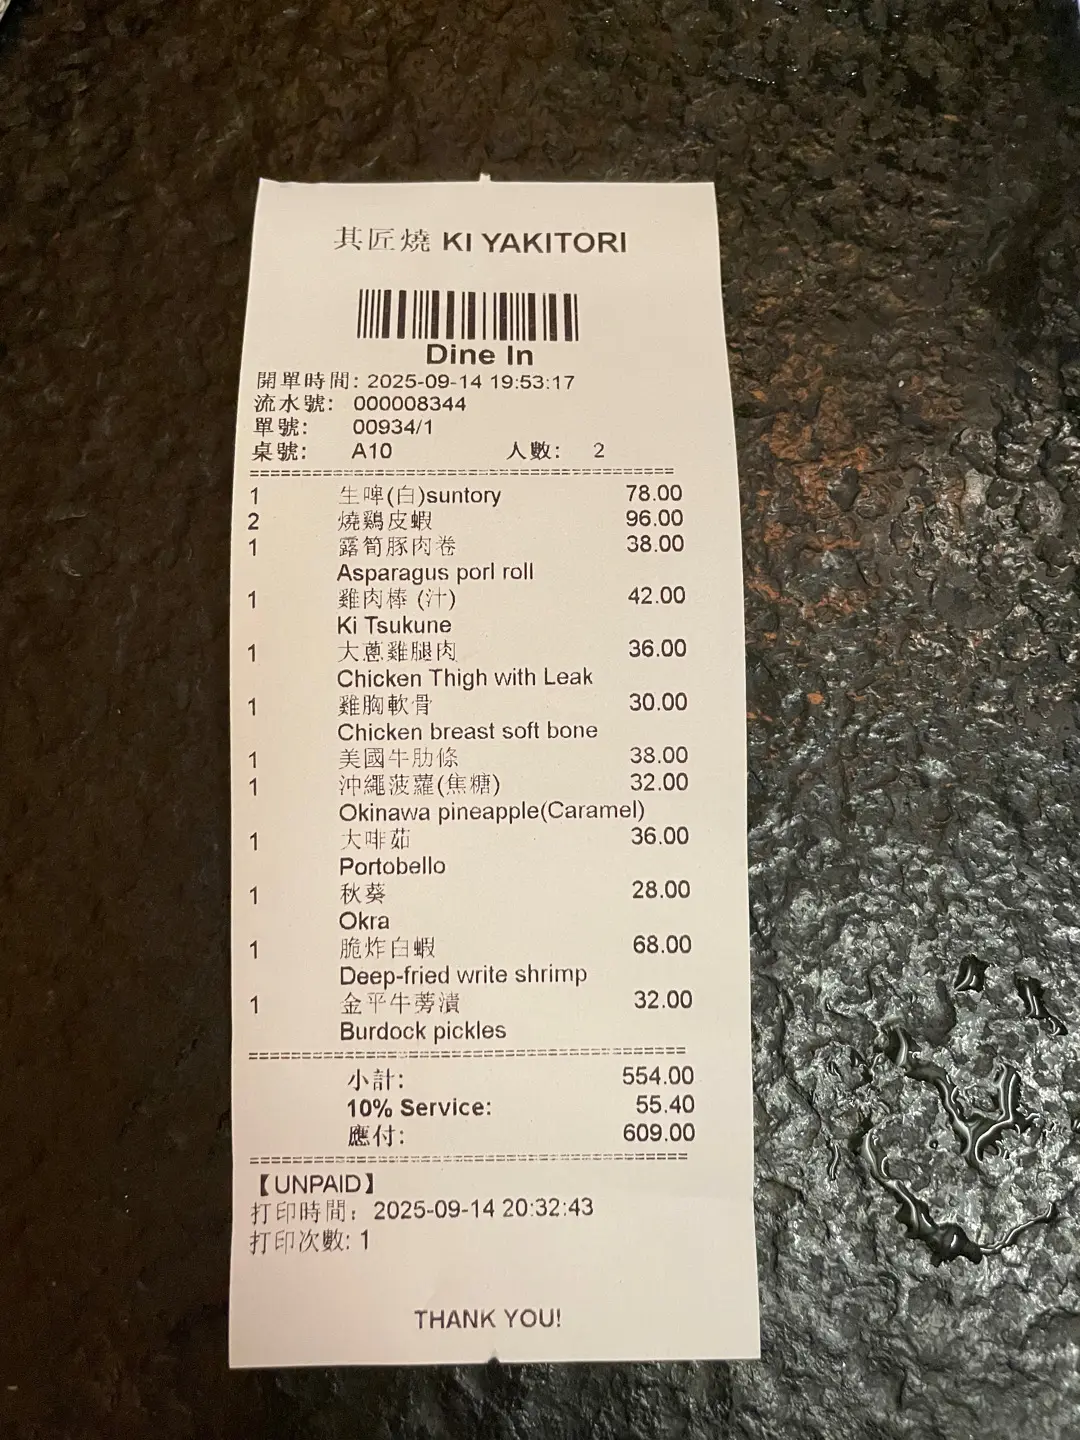 其匠燒 KI YAKITORI
Dine In
開單時間: 2025-09-14 19:53:17
流水號: 000008344
單號: 00934/1
桌號: A10 人數: 2
1 生啤(白)suntory 78.00
2 燒鷄皮蝦 96.00
1 露筍豚肉卷 38.00
Asparagus porl roll
1 雞肉棒 (汁) 42.00
Ki Tsukune
1 大蔥雞腿肉 36.00
Chicken Thigh with Leak
1 雞胸軟骨 30.00
Chicken breast soft bone
1 美國牛肋條 38.00
1 沖繩菠蘿(焦糖) 32.00
Okinawa pineapple(Caramel)
1 大啡茹 36.00
Portobello
1 秋葵 28.00
Okra
1 脆炸白蝦 68.00
Deep-fried write shrimp
1 金平牛蒡漬 32.00
Burdock pickles
小計: 554.00
10% Service: 55.40
應付: 609.00
【UNPAID】
打印時間: 2025-09-14 20:32:43
打印次數: 1
THANK YOU!